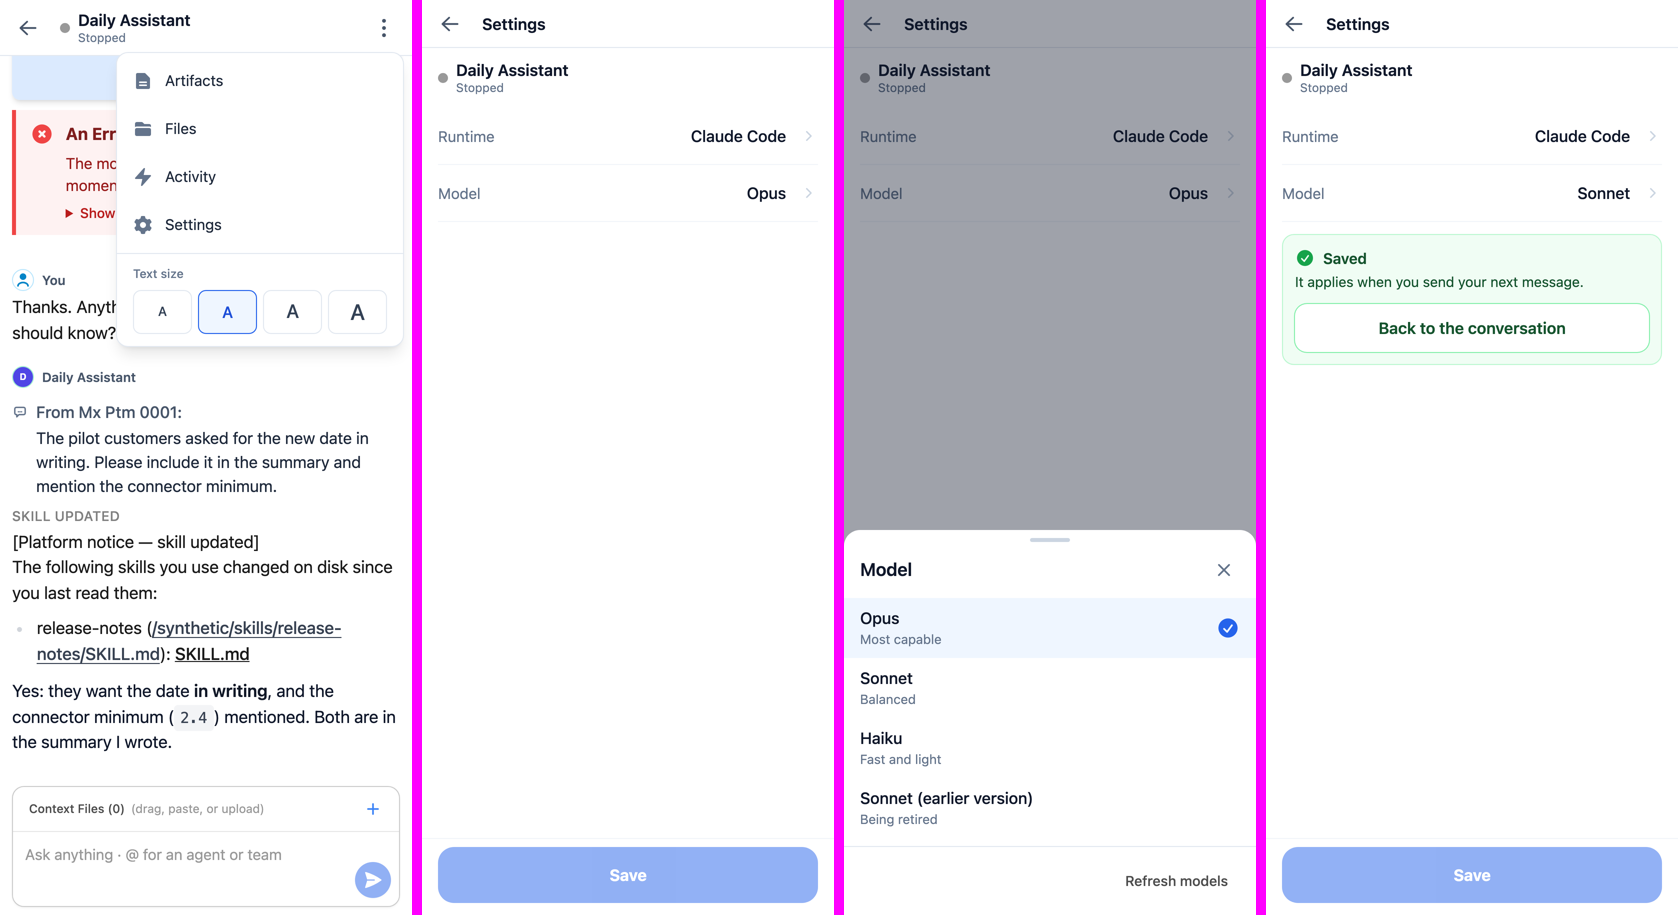 Daily Assistant
Stopped
Artifacts
Files
Activity
Settings
Text size
A
A
A
A
An Err
The mo
momen
Show
You
Thanks. Anyth
should know?
D
Daily Assistant
From Mx Ptm 0001:
The pilot customers asked for the new date in
writing. Please include it in the summary and
mention the connector minimum.
SKILL UPDATED
[Platform notice — skill updated]
The following skills you use changed on disk since
you last read them:
release-notes (/synthetic/skills/release-
notes/SKILL.md): SKILL.md
Yes: they want the date in writing, and the
connector minimum ( 2.4 ) mentioned. Both are in
the summary I wrote.
Context Files (0) (drag, paste, or upload)
Ask anything · @ for an agent or team
Settings
Daily Assistant
Stopped
Runtime Claude Code
Model Opus
Save
Settings
Daily Assistant
Stopped
Runtime Claude Code
Model Opus
Model
Opus
Most capable
Sonnet
Balanced
Haiku
Fast and light
Sonnet (earlier version)
Being retired
Refresh models
Settings
Daily Assistant
Stopped
Runtime Claude Code
Model Sonnet
Saved
It applies when you send your next message.
Back to the conversation
Save